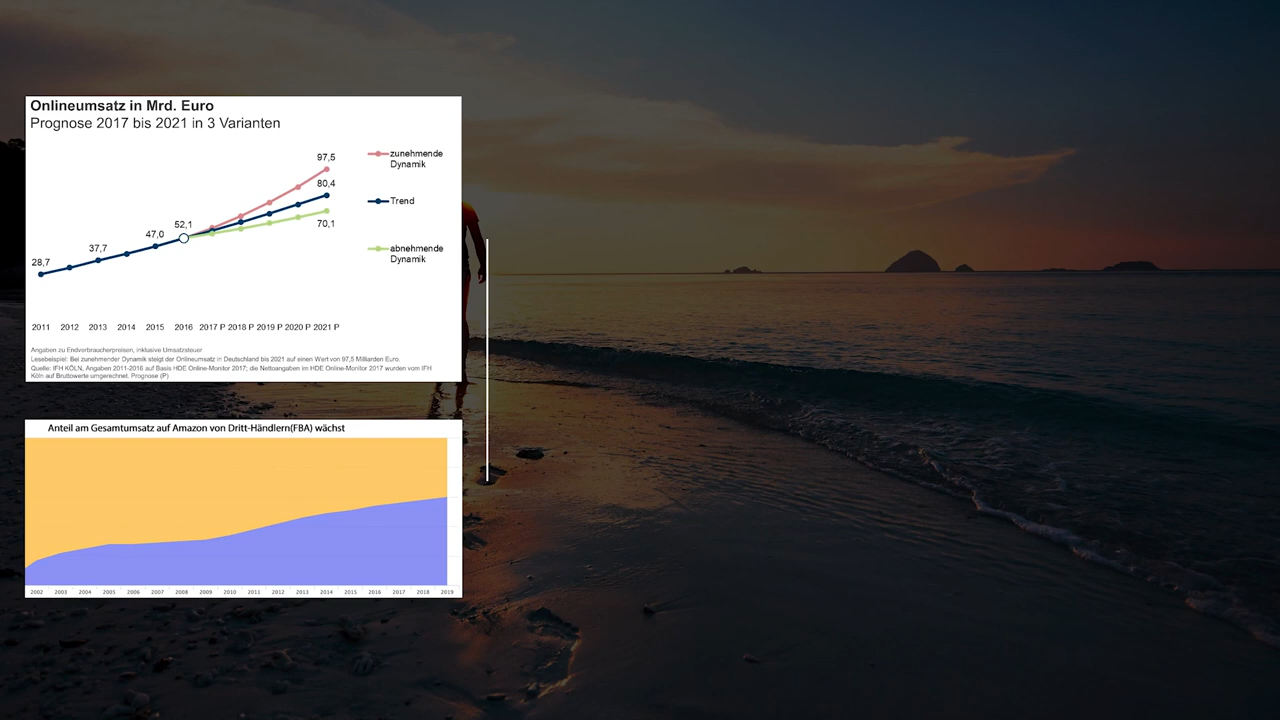 Onlineumsatz in Mrd. Euro
Prognose 2017 bis 2021 in 3 Varianten
97,5
80,4
70,1
52,1
47,0
37,7
28,7
zunehmende
Dynamik
Trend
abnehmende
Dynamik
2011 2012 2013 2014 2015 2016 2017 P 2018 P 2019 P 2020 P 2021 P
Angaben zu Endverbraucherpreisen, inklusive Umsatzsteuer
Lesebeispiel: Bei zunehmender Dynamik steigt der Onlineumsatz in Deutschland bis 2021 auf einen Wert von 97,5 Milliarden Euro.
Quelle: IFH KÖLN, Angaben 2011-2016 auf Basis HDE Online-Monitor 2017; die Nettoangaben im HDE Online-Monitor 2017 wurden vom IFH
Köln auf Bruttowerte umgerechnet. Prognose (P)
Anteil am Gesamtumsatz auf Amazon von Dritt-Händlern(FBA) wächst
2002 2003 2004 2005 2006 2007 2008 2009 2010 2011 2012 2013 2014 2015 2016 2017 2018 2019